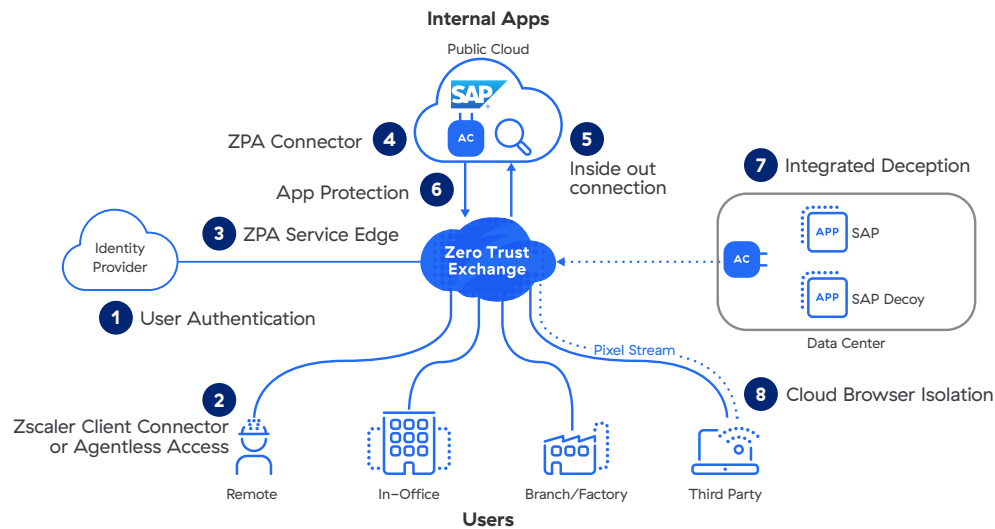 Internal Apps
Public Cloud
SAP
®
AC
ZPA Connector
4
5
Inside out
connection
6
App Protection
7
Integrated Deception
APP
SAP
AC
APP
SAP Decoy
Data Center
3
ZPA Service Edge
Identity
Provider
Zero Trust
Exchange
1
User Authentication
Pixel Stream
2
Zscaler Client Connector
or Agentless Access
8
Cloud Browser Isolation
Remote
In-Office
Branch/Factory
Third Party
Users